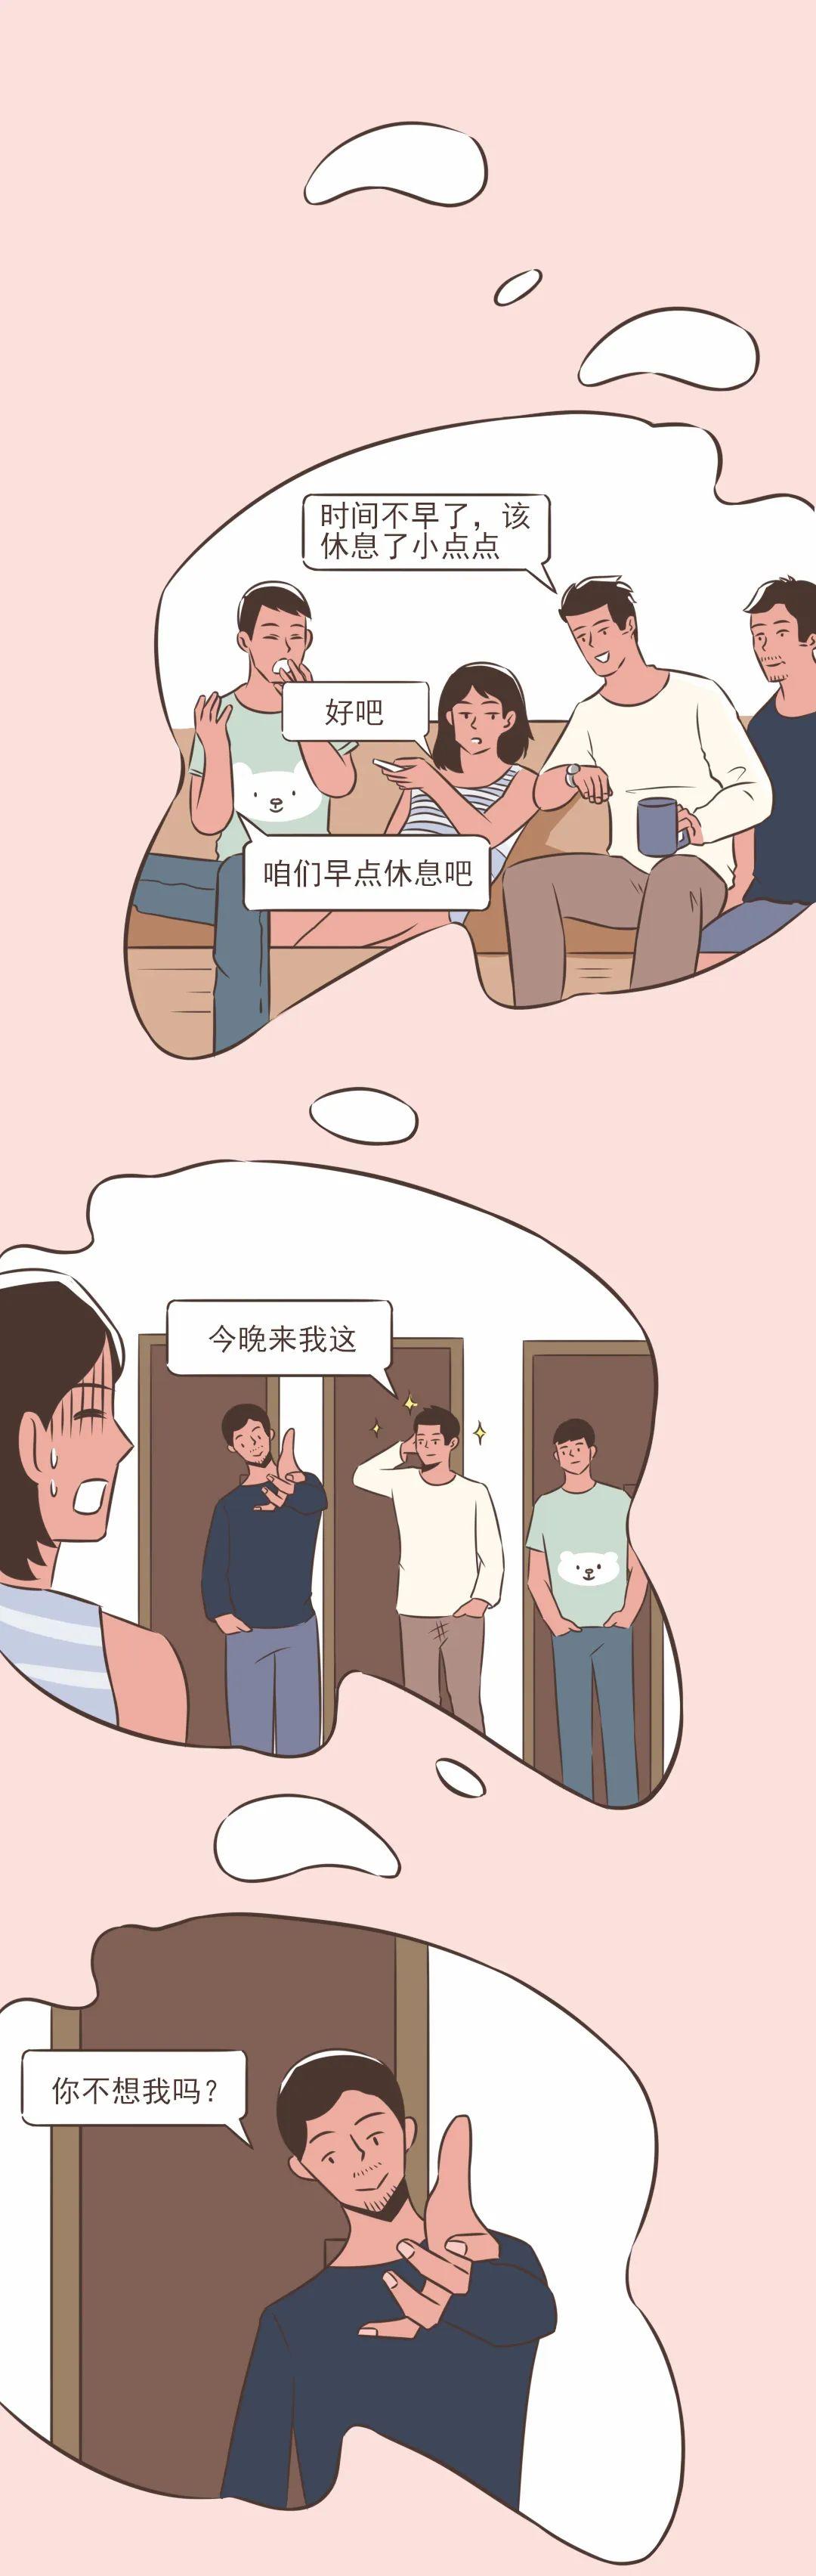 时间不早了，该
休息了小点点
好吧
咱们早点休息吧
今晚来我这
你不想我吗？